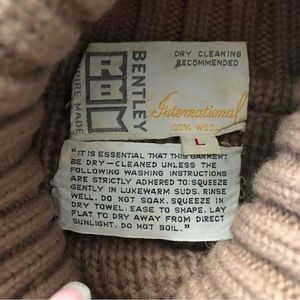 BENTLEY
PIRE MADE
DRY CLEANING
RECOMMENDED
International
100% WOOL
L
"IT IS ESSENTIAL THAT THIS GARMENT
BE DRY-CLEANED UNLESS THE
FOLLOWING WASHING INSTRUCTIONS
ARE STRICTLY ADHERED TO: SQUEEZE
GENTLY IN LUKEWARM SUDS. RINSE
WELL. DO NOT SOAK. SQUEEZE IN
DRY TOWEL. EASE TO SHAPE. LAY
FLAT TO DRY AWAY FROM DIRECT
SUNLIGHT. DO NOT BOIL."